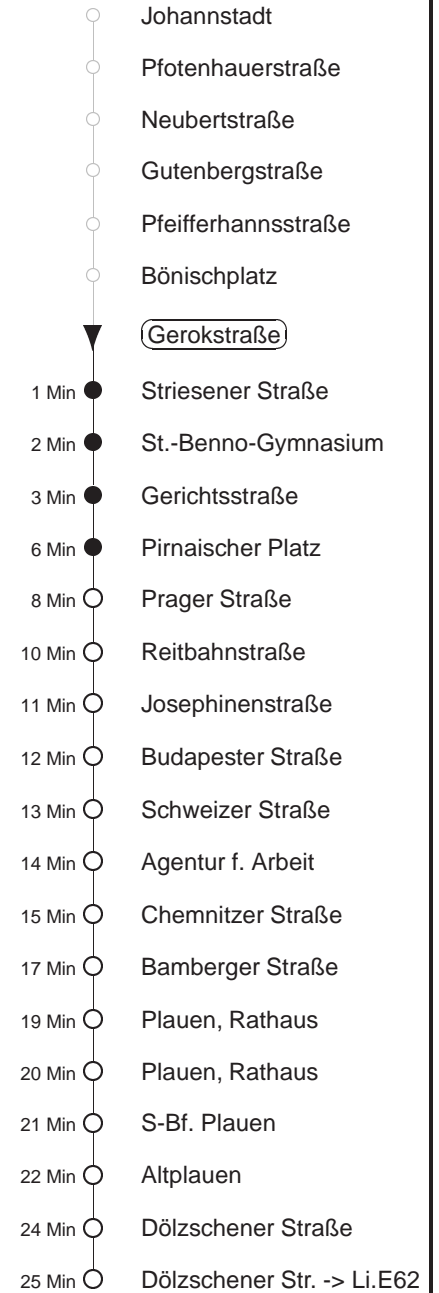 Johannstadt
Pfotenhauerstraße
Neubertstraße
Gutenbergstraße
Pfeifferhannsstraße
Bönischplatz
Gerokstraße
1 Min Striesener Straße
2 Min St.-Benno-Gymnasium
3 Min Gerichtsstraße
6 Min Pirnaischer Platz
8 Min Prager Straße
10 Min Reitbahnstraße
11 Min Josephinenstraße
12 Min Budapester Straße
13 Min Schweizer Straße
14 Min Agentur f. Arbeit
15 Min Chemnitzer Straße
17 Min Bamberger Straße
19 Min Plauen, Rathaus
20 Min Plauen, Rathaus
21 Min S-Bf. Plauen
22 Min Altplauen
24 Min Dölzschener Straße
25 Min Dölzschener Str. -> Li.E62